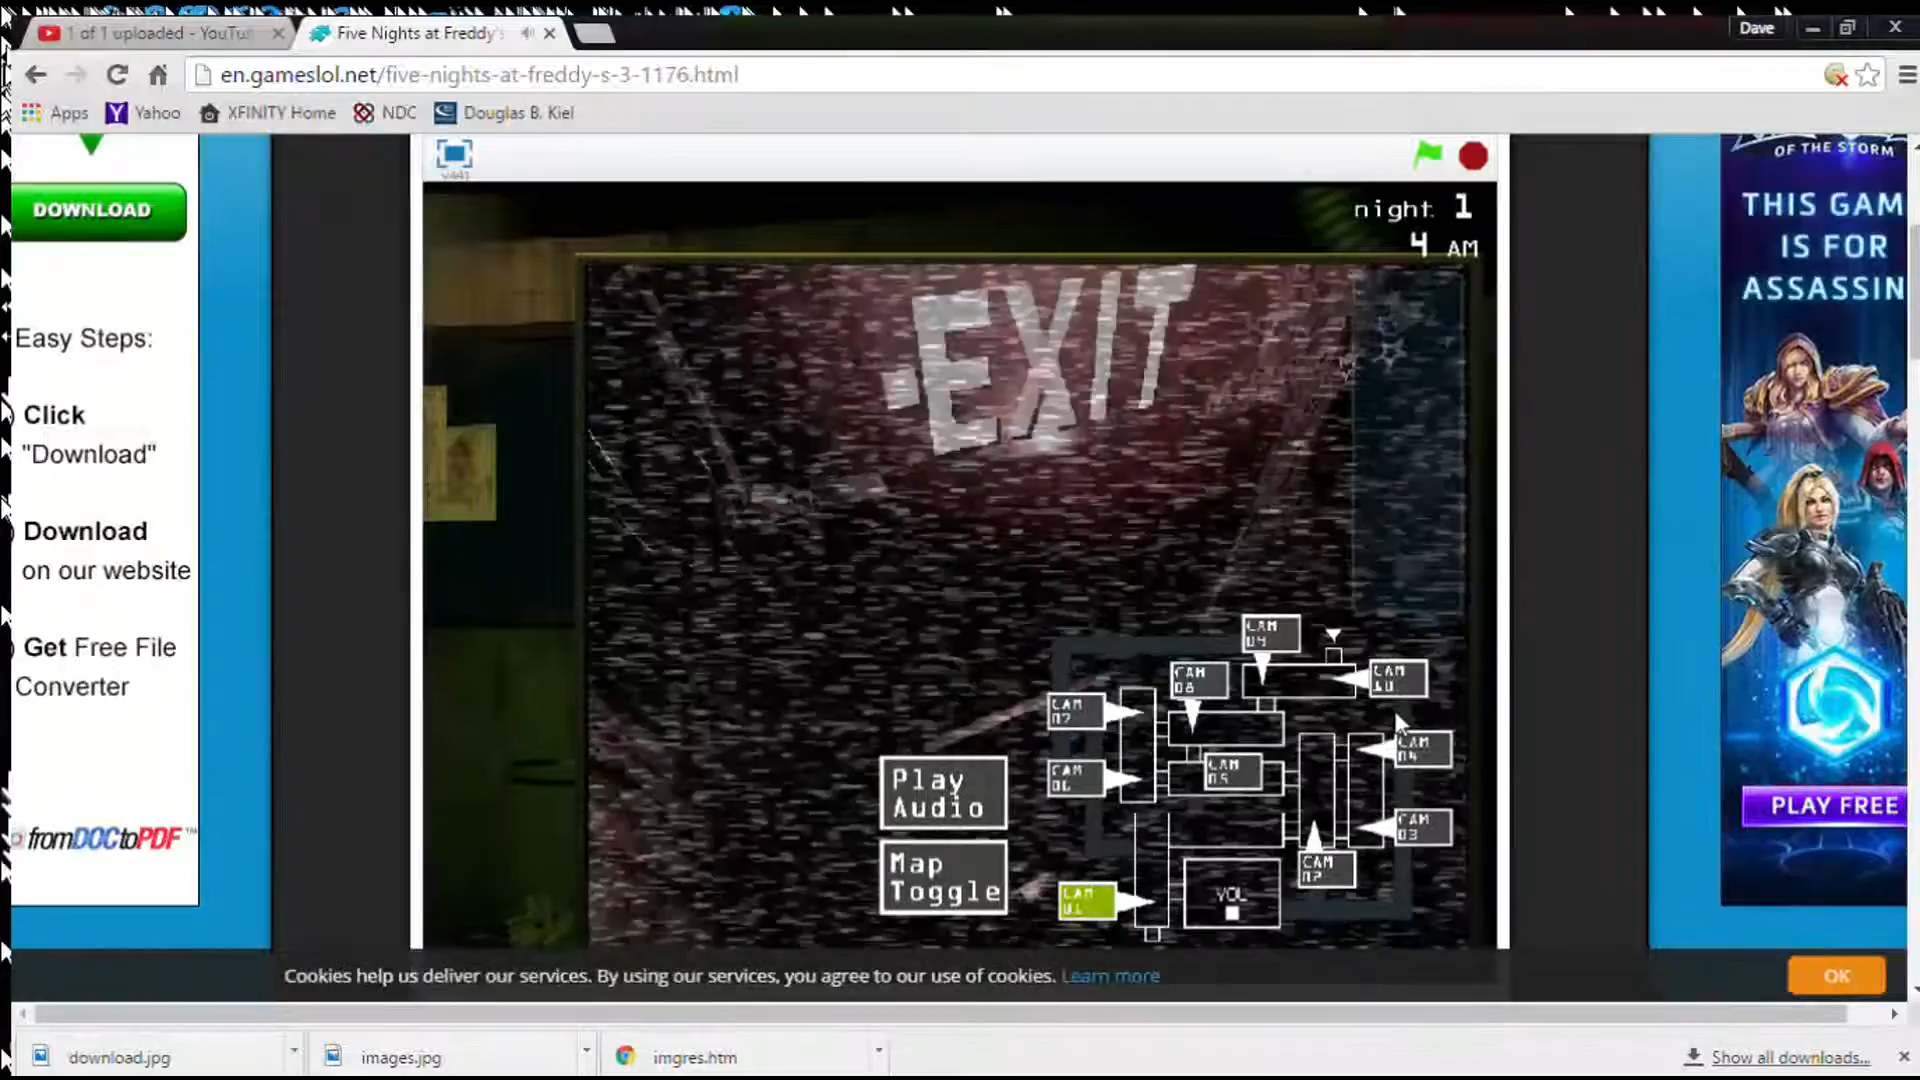 1 of 1 uploaded - YouTub
Five Nights at Freddy's
Dave
en.gameslol.net/five-nights-at-freddy-s-3-1176.html
Apps
Yahoo
XFINITY Home
NDC
Douglas B. Kiel
DOWNLOAD
Easy Steps:
Click
"Download"
Download
on our website
Get Free File
Converter
fromDOCtoPDF
v441
night 1
4 AM
EXIT
CAM 09
CAM 08
CAM 10
CAM 07
CAM 04
CAM 05
CAM 06
CAM 03
CAM 02
CAM 01
VOL
Play
Audio
Map
Toggle
OF THE STORM
THIS GAM
IS FOR
ASSASSIN
PLAY FREE
Cookies help us deliver our services. By using our services, you agree to our use of cookies. Learn more
OK
download.jpg
images.jpg
imgres.htm
Show all downloads...